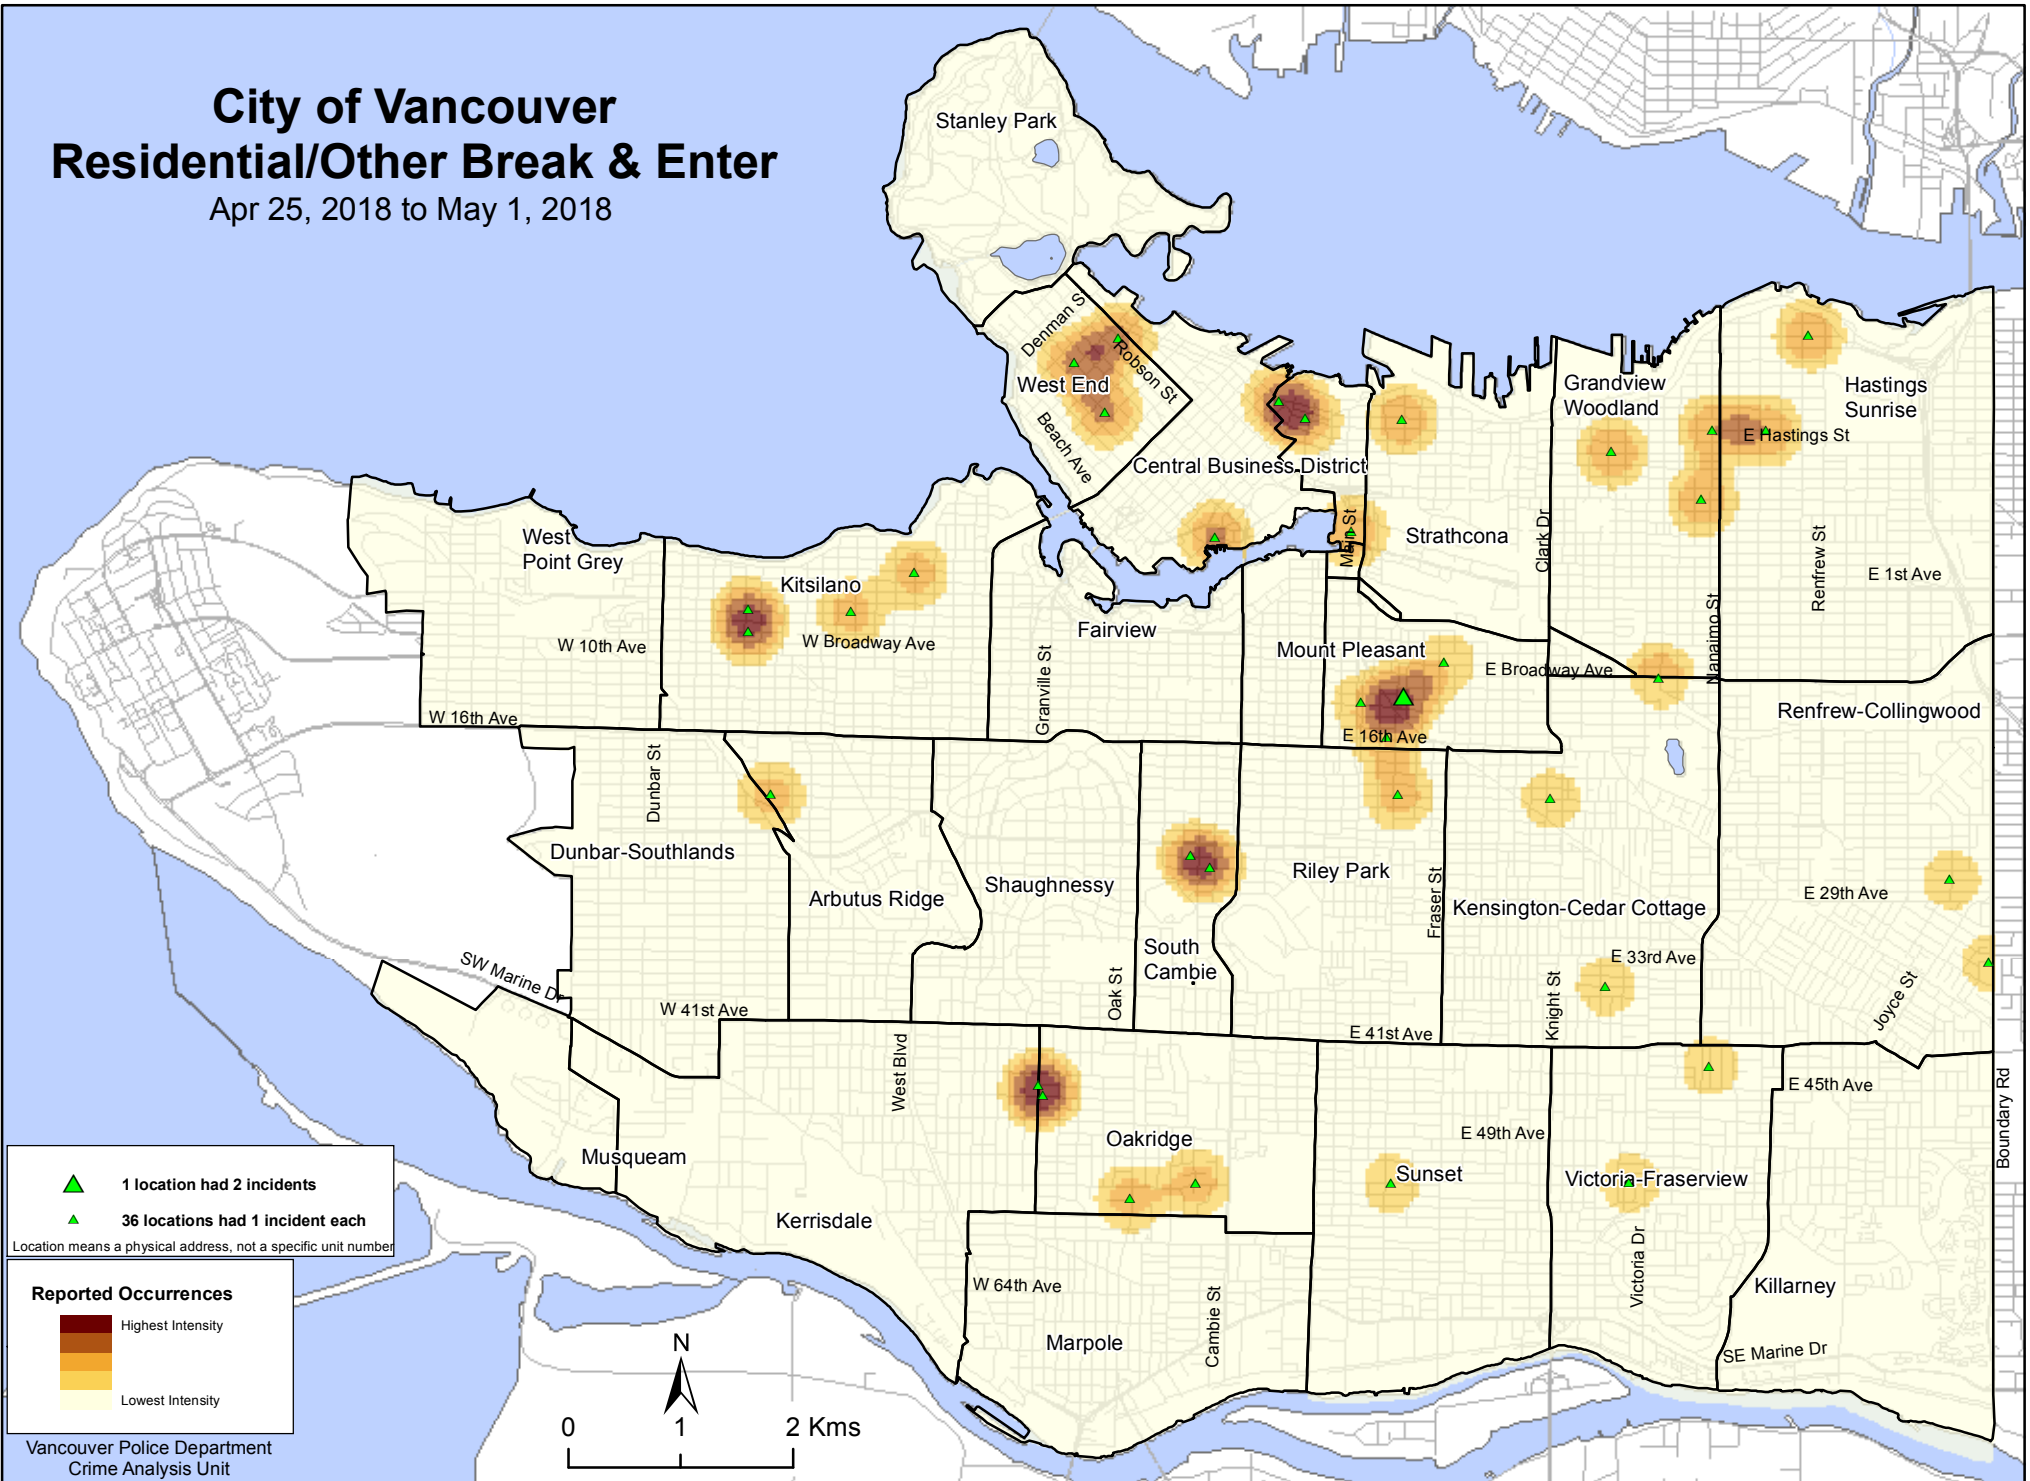 City of Vancouver
Residential/Other Break & Enter
Apr 25, 2018 to May 1, 2018
Stanley Park
Denman S
Robson St
West End
Beach Ave
Central Business District
Grandview
Woodland
Hastings
Sunrise
E Hastings St
Main St
Strathcona
Clark Dr
Nanaimo St
Renfrew St
E 1st Ave
West
Point Grey
Kitsilano
W 10th Ave
W Broadway Ave
Granville St
Fairview
Mount Pleasant
E Broadway Ave
W 16th Ave
E 16th Ave
Renfrew-Collingwood
Dunbar St
Dunbar-Southlands
Arbutus Ridge
Shaughnessy
Oak St
South
Cambie
Riley Park
Fraser St
Kensington-Cedar Cottage
E 29th Ave
E 33rd Ave
Knight St
Joyce St
SW Marine Dr
W 41st Ave
E 41st Ave
West Blvd
E 45th Ave
Boundary Rd
Oakridge
E 49th Ave
Musqueam
Sunset
Victoria-Fraserview
Kerrisdale
Victoria Dr
W 64th Ave
Cambie St
Killarney
Marpole
SE Marine Dr
1 location had 2 incidents
36 locations had 1 incident each
Location means a physical address, not a specific unit number
Reported Occurrences
Highest Intensity
Lowest Intensity
Vancouver Police Department
Crime Analysis Unit
N
0 1 2 Kms